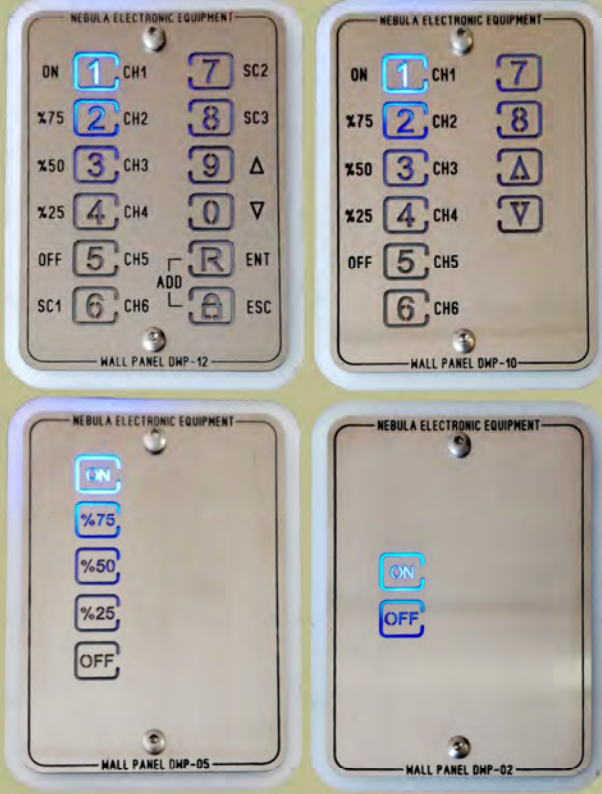 NEBULA ELECTRONIC EQUIPMENT
ON 1 CH1 7 SC2
%75 2 CH2 8 SC3
%50 3 CH3 9 Δ
%25 4 CH4 0 ∇
OFF 5 CH5 R ENT
ADD
SC1 6 CH6 ESC
WALL PANEL DWP-12
NEBULA ELECTRONIC EQUIPMENT
ON 1 CH1 7
%75 2 CH2 8
%50 3 CH3 Δ
%25 4 CH4 ∇
OFF 5 CH5
6 CH6
WALL PANEL DWP-10
NEBULA ELECTRONIC EQUIPMENT
ON
%75
%50
%25
OFF
WALL PANEL DWP-05
NEBULA ELECTRONIC EQUIPMENT
ON
OFF
WALL PANEL DWP-02